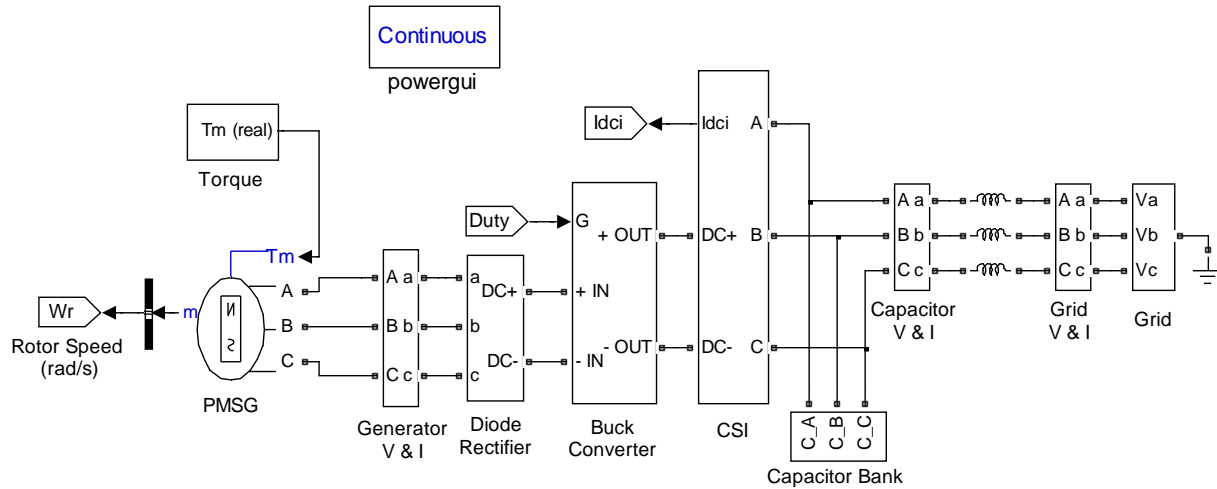 Continuous
powergui
Tm (real)
Torque
Idci
Idci A
Duty
G
+ OUT
DC+ B
A a
B b
C c
A a
B b
C c
Va
Vb
Vc
Tm
m
A
B
C
A a
B b
C c
a
b
c
DC+
DC-
+ IN
- IN
- OUT
DC- C
Wr
Rotor Speed
(rad/s)
N
S
PMSG
Generator
V & I
Diode
Rectifier
Buck
Converter
CSI
C_A
C_B
C_C
Capacitor Bank
Capacitor
V & I
Grid
V & I
Grid